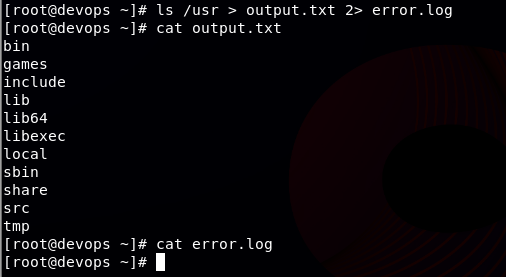 [root@devops ~]# ls /usr > output.txt 2> error.log
[root@devops ~]# cat output.txt
bin
games
include
lib
lib64
libexec
local
sbin
share
src
tmp
[root@devops ~]# cat error.log
[root@devops ~]#